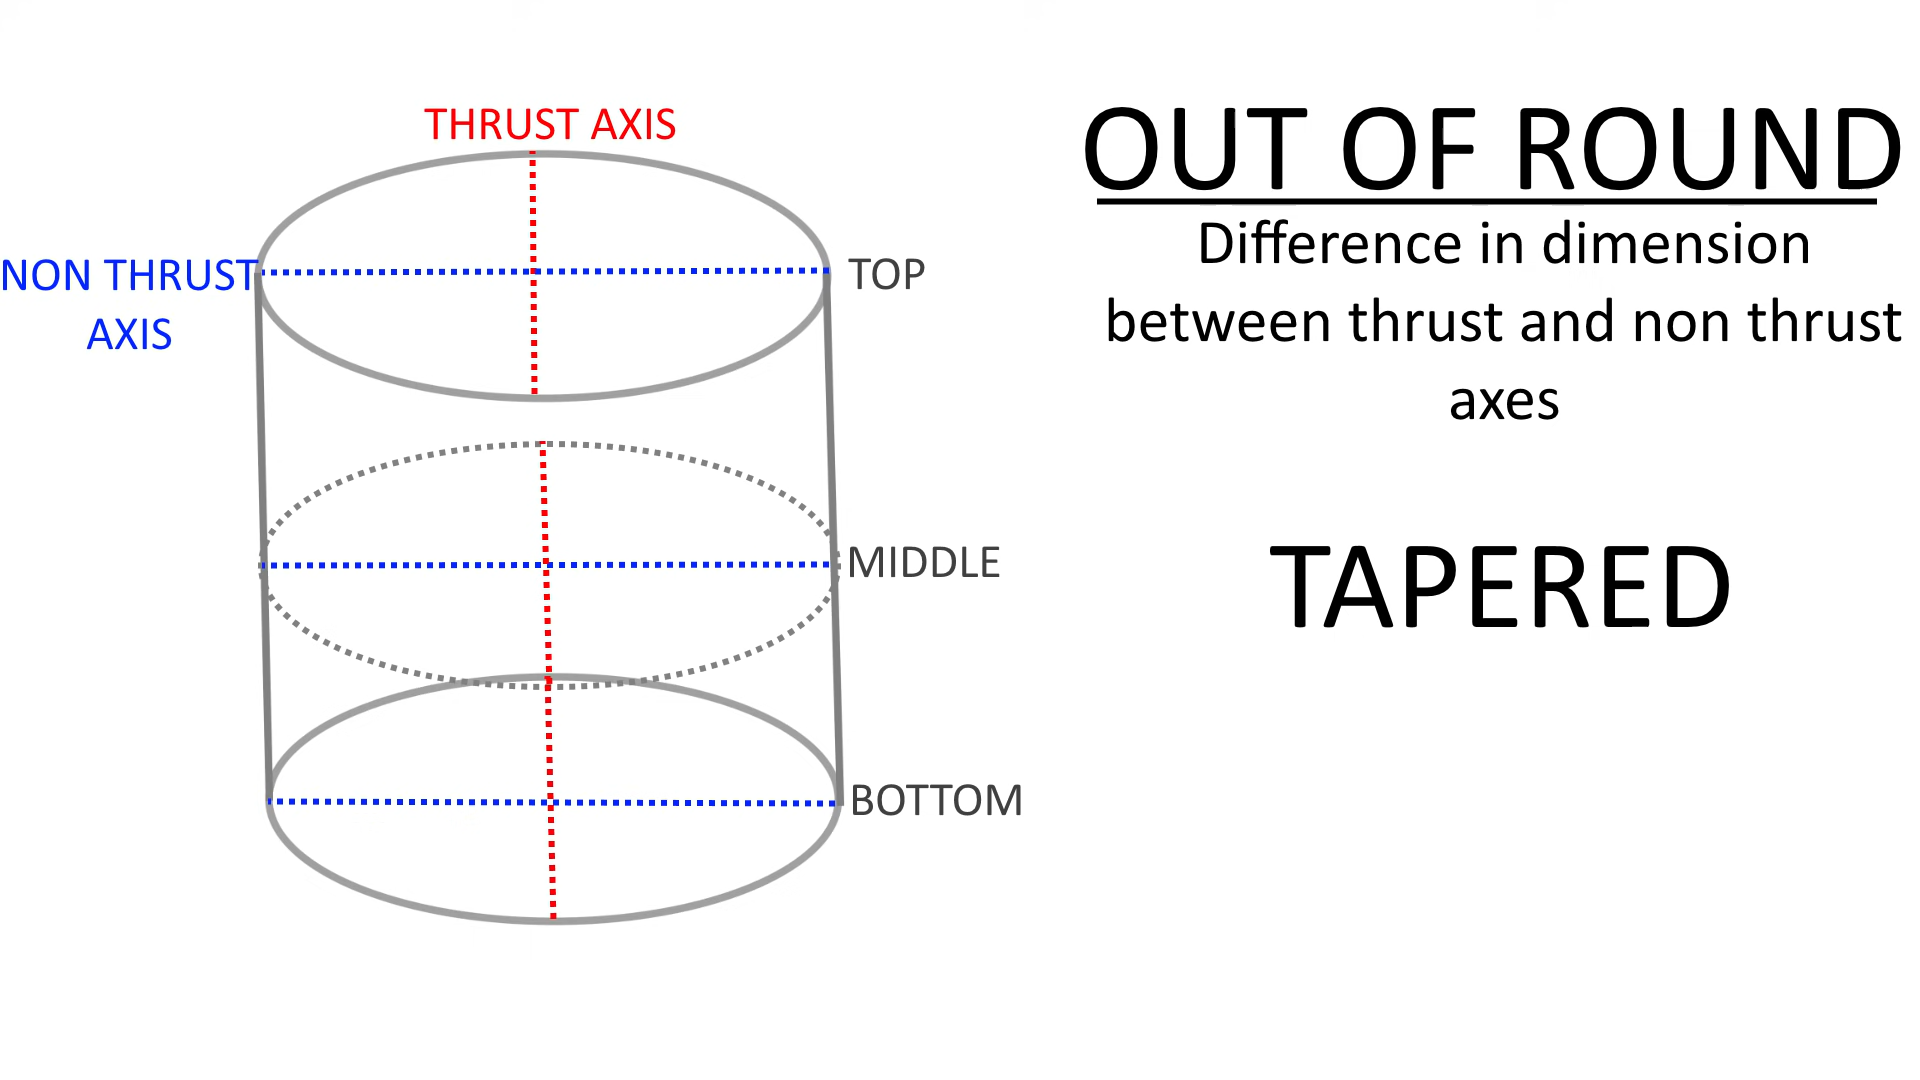 THRUST AXIS
NON THRUST
AXIS
TOP
MIDDLE
BOTTOM
OUT OF ROUND
Difference in dimension
between thrust and non thrust
axes
TAPERED